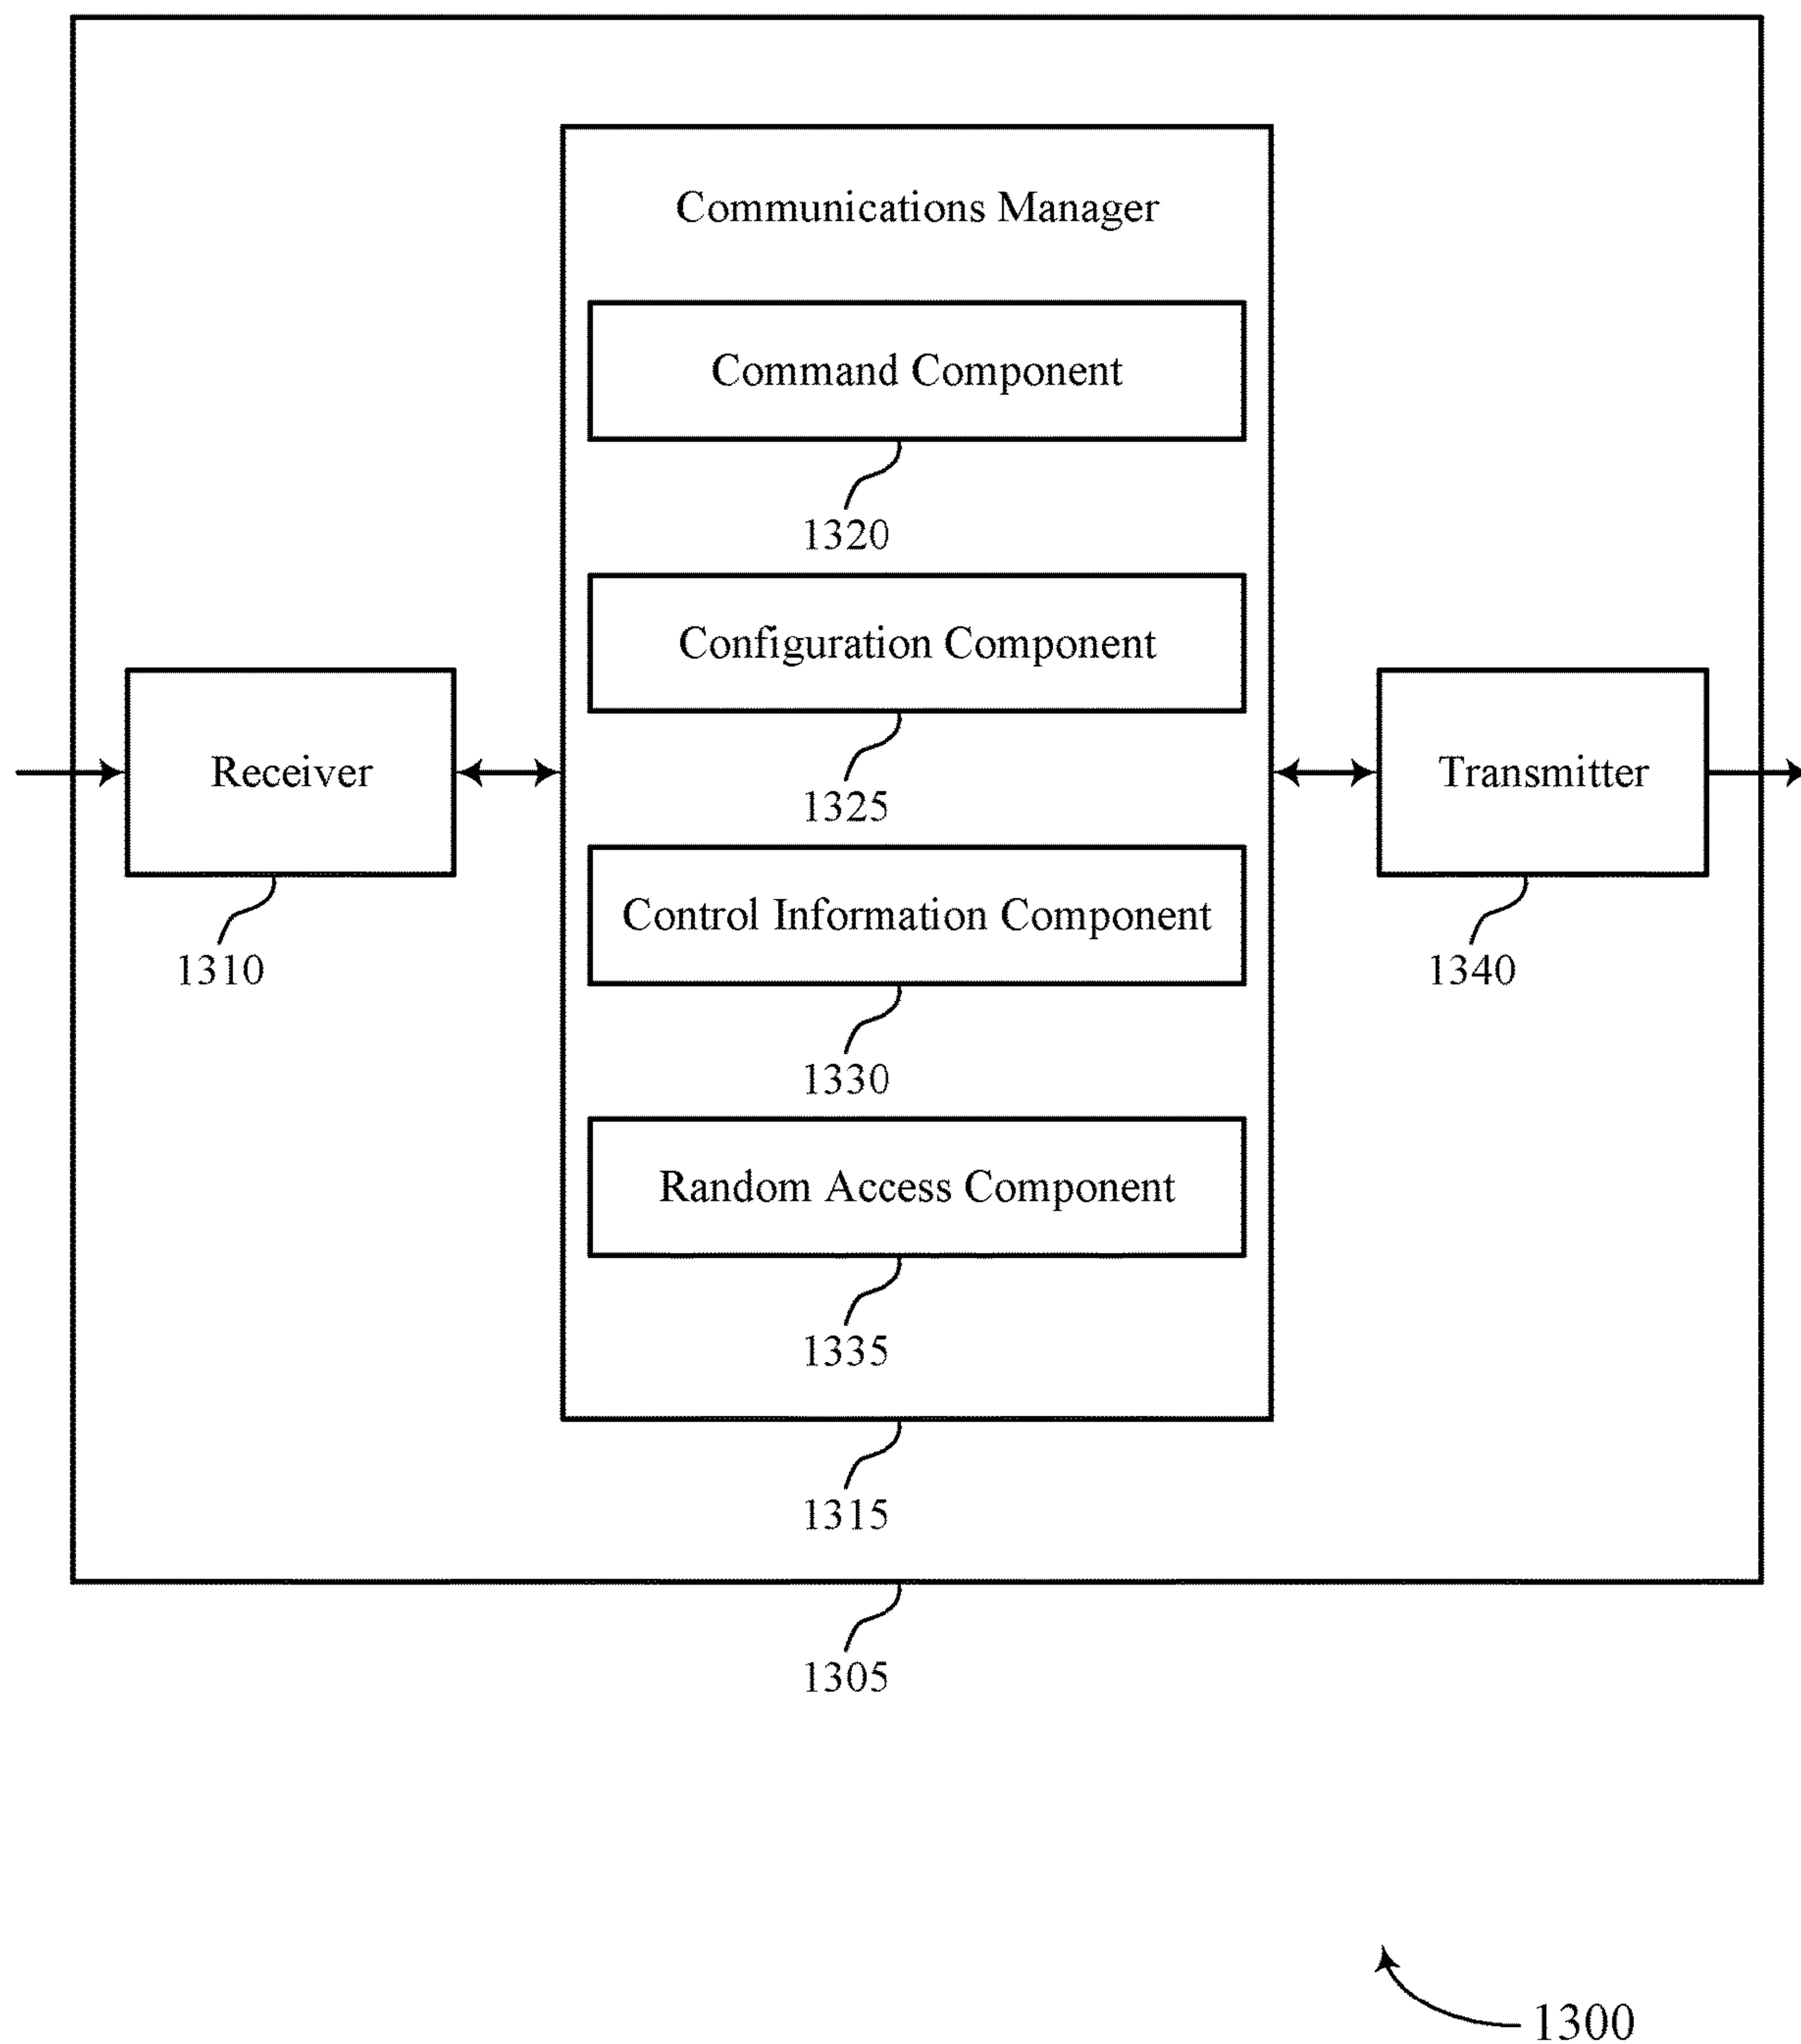 Communications Manager
Command Component
1320
Configuration Component
1325
Receiver
1310
Transmitter
1340
Control Information Component
1330
Random Access Component
1335
1315
1305
1300